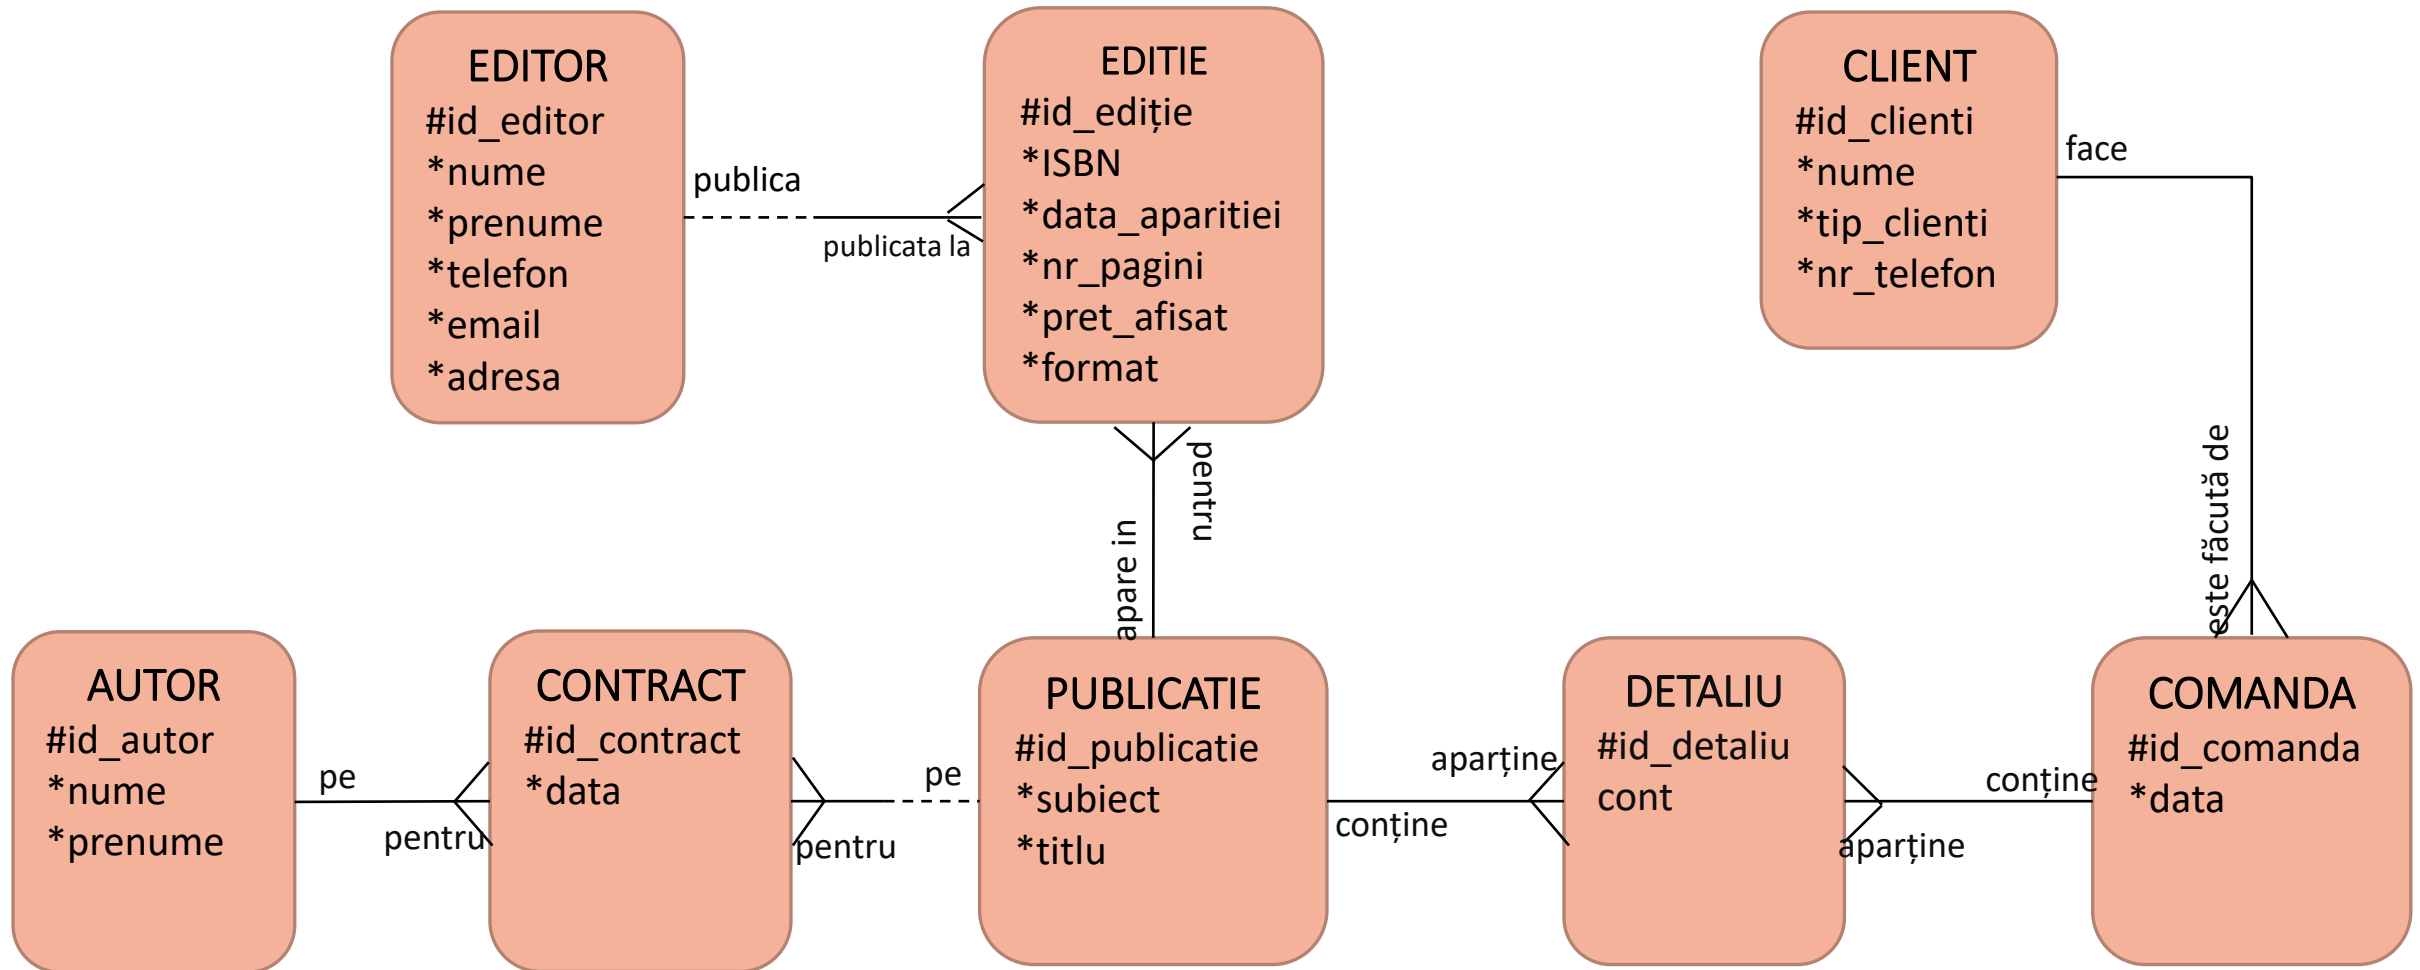 EDITOR
#id_editor
*nume
*prenume
*telefon
*email
*adresa
publica
publicata la
EDITIE
#id_ediție
*ISBN
*data_aparitiei
*nr_pagini
*pret_afisat
*format
CLIENT
#id_clienti
*nume
*tip_clienti
*nr_telefon
face
este făcută de
pentru
apare in
AUTOR
#id_autor
*nume
*prenume
pe
pentru
CONTRACT
#id_contract
*data
pe
pentru
PUBLICATIE
#id_publicatie
*subiect
*titlu
aparține
conține
DETALIU
#id_detaliu
cont
conține
aparține
COMANDA
#id_comanda
*data